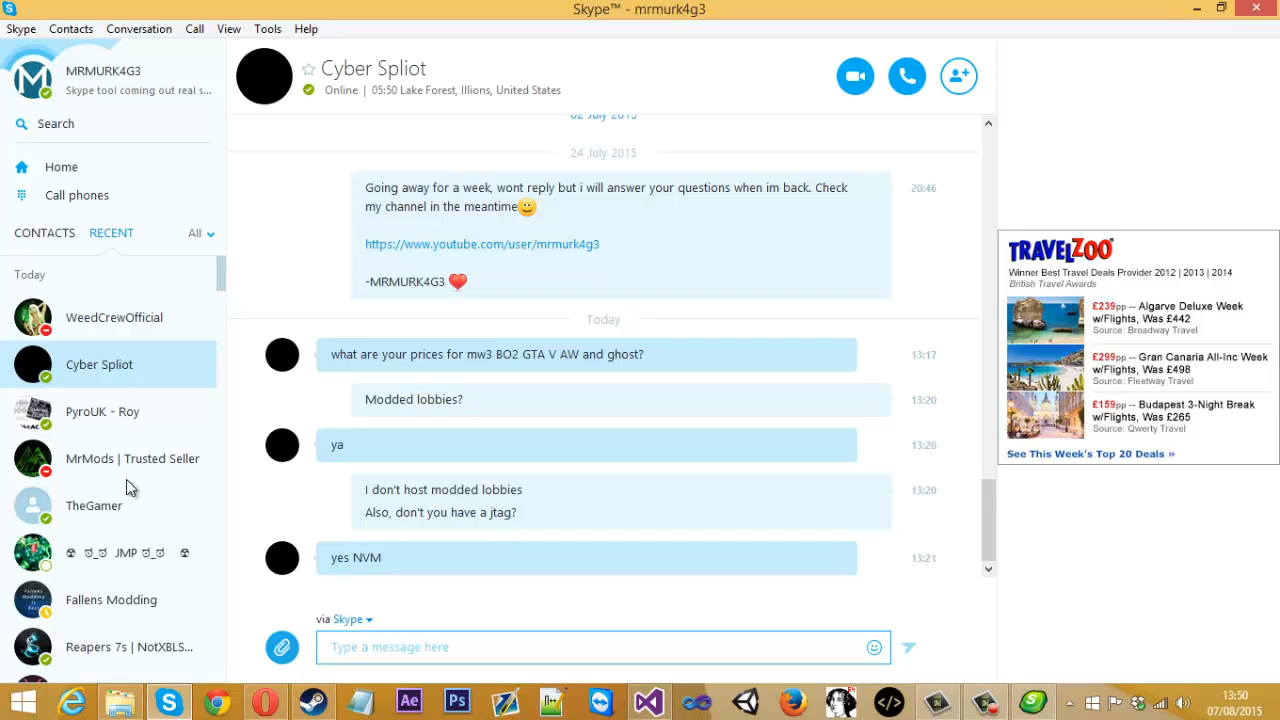 Skype™ - mrmurk4g3
Skype Contacts Conversation Call View Tools Help
MRMURK4G3
Skype tool coming out real s...
Search
Home
Call phones
CONTACTS RECENT All
Today
WeedCrewOfficial
Cyber Spliot
PyroUK - Roy
MrMods | Trusted Seller
TheGamer
☢ ಠ_ಠ JMP ಠ_ಠ ☢
Fallens Modding
Reapers 7s | NotXBLS...
Cyber Spliot
Online | 05:50 Lake Forest, Illions, United States
02 July 2015
24 July 2015
Going away for a week, wont reply but i will answer your questions when im back. Check 20:46
my channel in the meantime
https://www.youtube.com/user/mrmurk4g3
-MRMURK4G3
Today
what are your prices for mw3 BO2 GTA V AW and ghost? 13:17
Modded lobbies? 13:20
ya 13:20
I don't host modded lobbies 13:20
Also, don't you have a jtag?
yes NVM 13:21
via Skype
Type a message here
TRAVELZOO
Winner Best Travel Deals Provider 2012 | 2013 | 2014
British Travel Awards
£239pp -- Algarve Deluxe Week
w/Flights, Was £442
Source: Broadway Travel
£299pp -- Gran Canaria All-Inc Week
w/Flights, Was £498
Source: Fleetway Travel
£159pp -- Budapest 3-Night Break
w/Flights, Was £265
Source: Qwerty Travel
See This Week's Top 20 Deals »
Ae Ps
13:50
07/08/2015